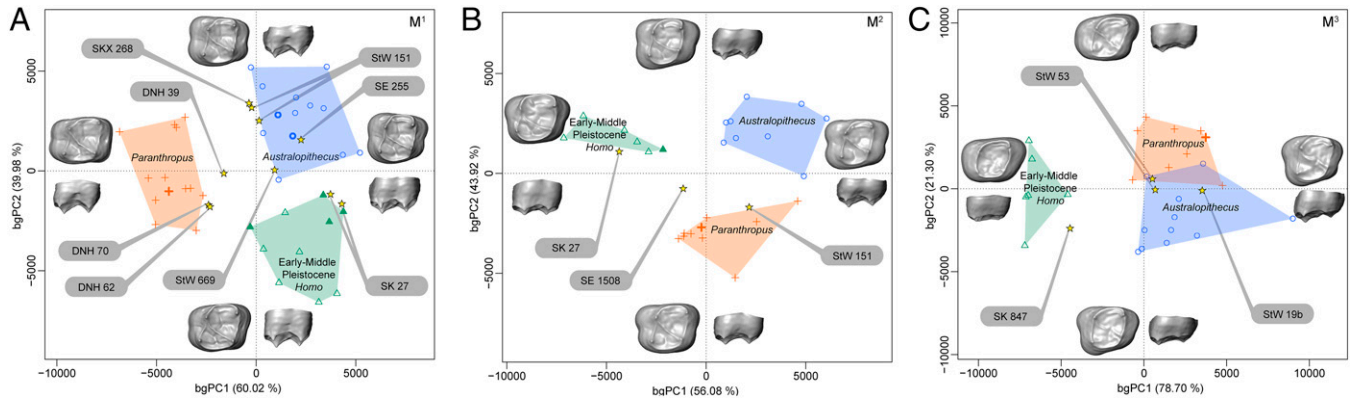 A
M¹
SKX 268
StW 151
SE 255
DNH 39
Paranthropus
Australopithecus
DNH 70
DNH 62
StW 669
Early-Middle
Pleistocene
Homo
SK 27
bgPC2 (39.98 %)
5000
0
−5000
−10000
−5000
0
5000
bgPC1 (60.02 %)
B
M²
Early-Middle
Pleistocene
Homo
Australopithecus
SK 27
SE 1508
Paranthropus
StW 151
bgPC2 (43.92 %)
5000
0
−5000
−10000
−5000
0
5000
bgPC1 (56.08 %)
C
M³
StW 53
Paranthropus
Early-Middle
Pleistocene
Homo
Australopithecus
SK 847
StW 19b
bgPC2 (21.30 %)
10000
5000
0
−5000
−10000
−10000
−5000
0
5000
10000
bgPC1 (78.70 %)